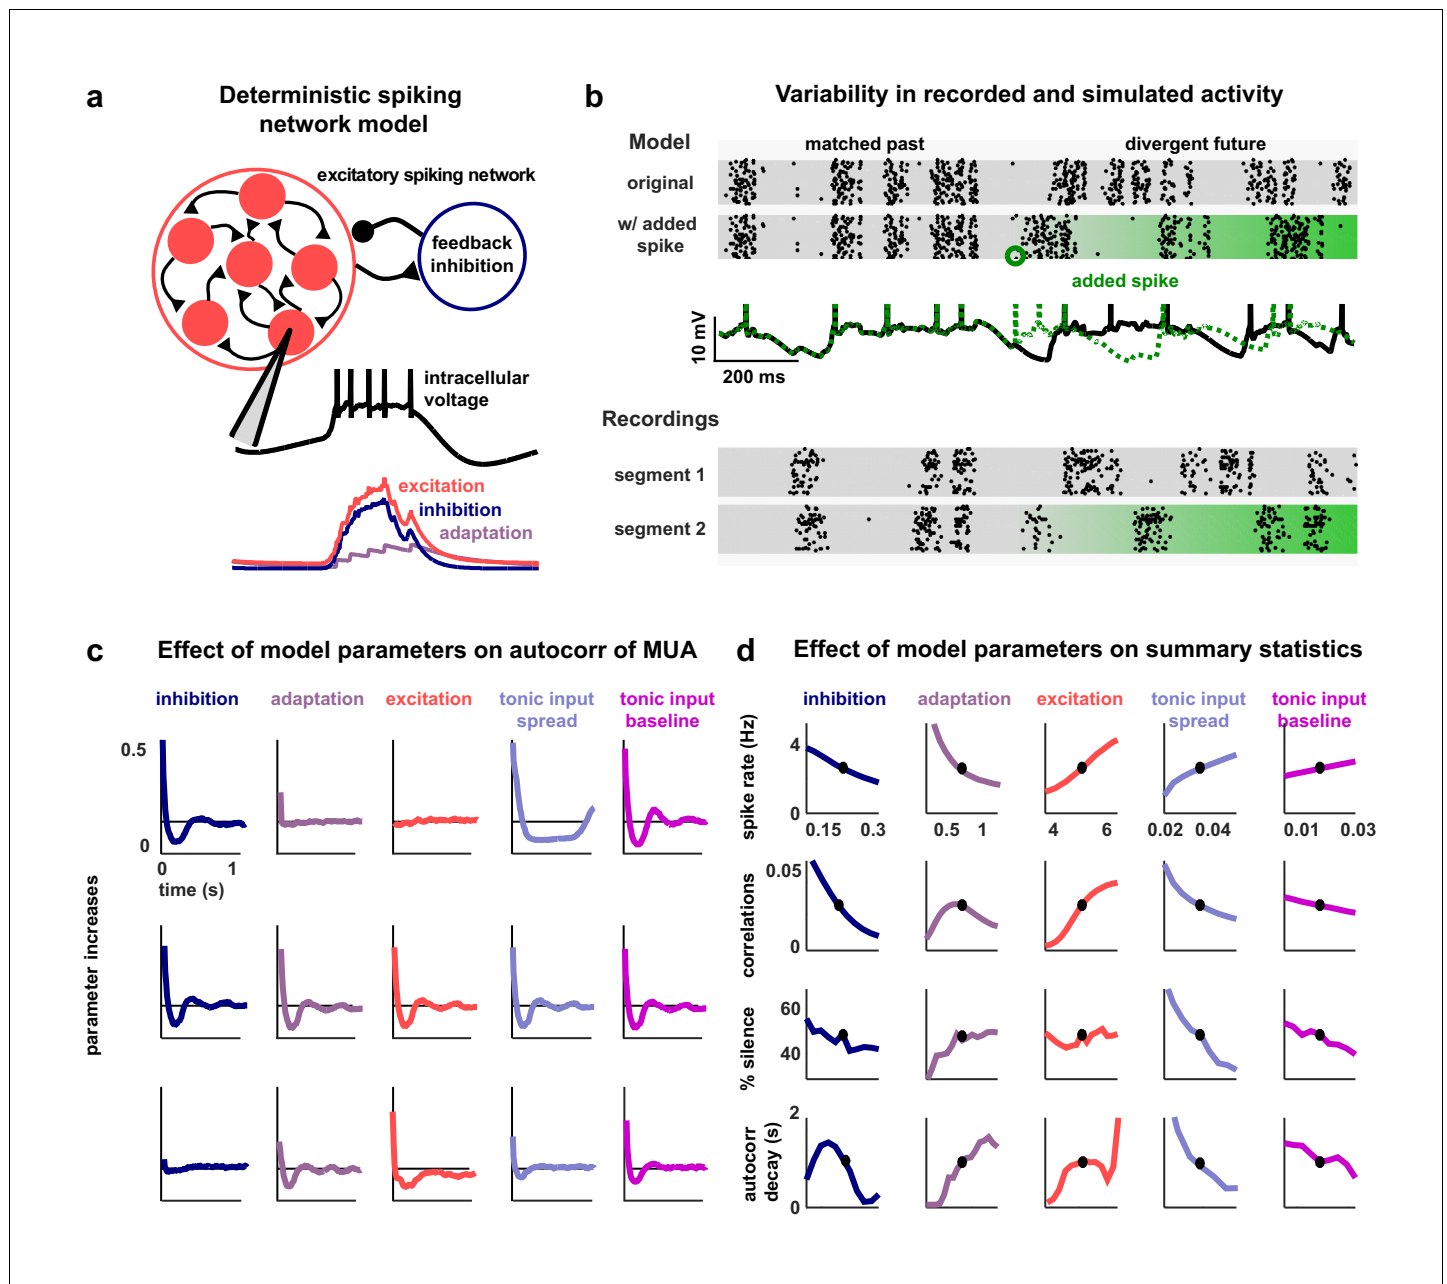 a
Deterministic spiking
network model
excitatory spiking network
feedback
inhibition
intracellular
voltage
excitation
inhibition
adaptation
b
Variability in recorded and simulated activity
Model
matched past
divergent future
original
w/ added
spike
added spike
10 mV
200 ms
Recordings
segment 1
segment 2
c
Effect of model parameters on autocorr of MUA
inhibition
adaptation
excitation
tonic input
spread
tonic input
baseline
0.5
0
0
1
time (s)
parameter increases
d
Effect of model parameters on summary statistics
inhibition
adaptation
excitation
tonic input
spread
tonic input
baseline
spike rate (Hz)
4
0
0.15
0.3
0.5
1
4
6
0.02
0.04
0.01
0.03
correlations
0.05
0
% silence
60
40
autocorr
decay (s)
2
0